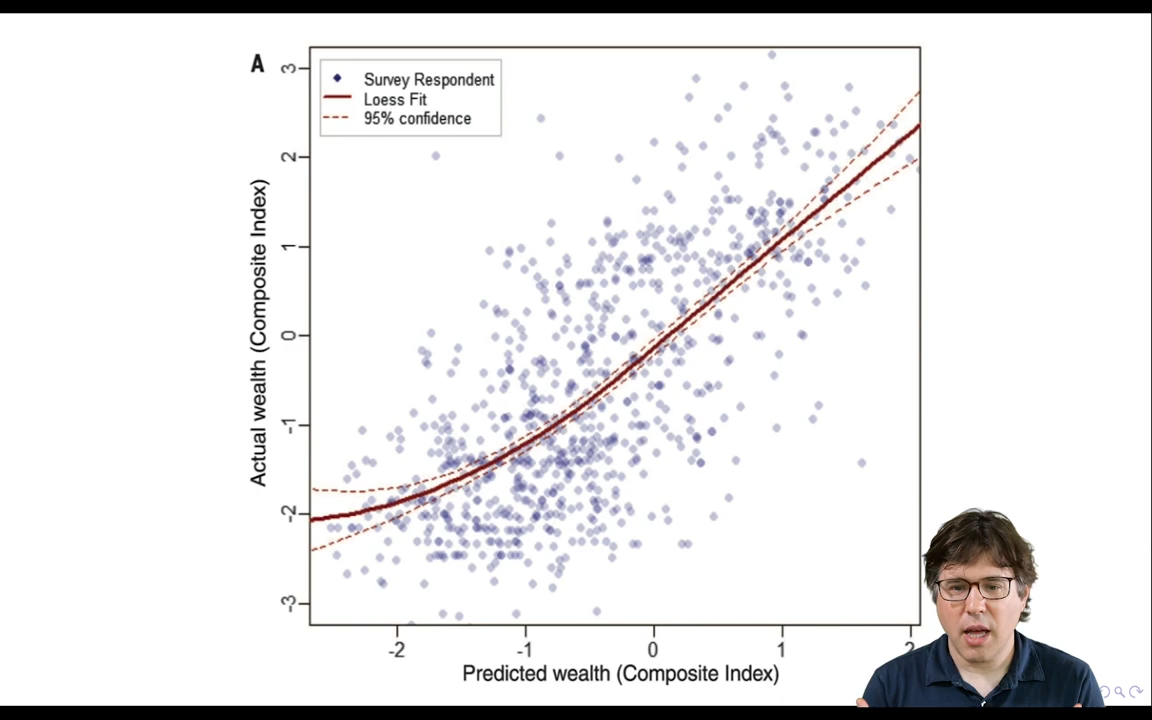 A
Survey Respondent
Loess Fit
95% confidence
3
2
1
0
-1
-2
-3
Actual wealth (Composite Index)
-2
-1
0
1
2
Predicted wealth (Composite Index)